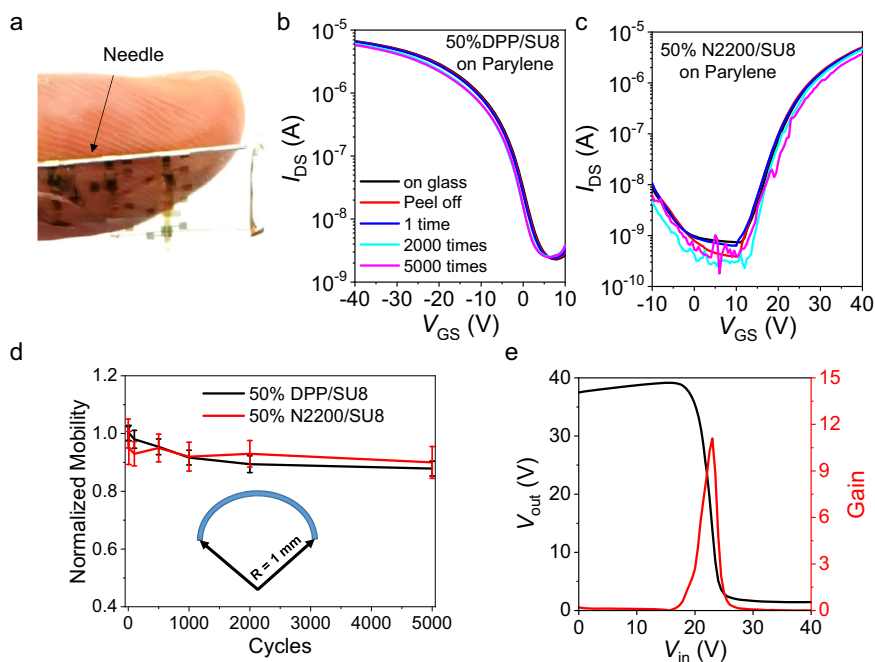 a
Needle
b
10^-5
10^-6
10^-7
10^-8
10^-9
I_DS (A)
50%DPP/SU8
on Parylene
on glass
Peel off
1 time
2000 times
5000 times
-40 -30 -20 -10 0 10
V_GS (V)
c
10^-5
10^-6
10^-7
10^-8
10^-9
10^-10
I_DS (A)
50% N2200/SU8
on Parylene
-10 0 10 20 30 40
V_GS (V)
d
1.2
1.0
0.8
0.6
0.4
Normalized Mobility
50% DPP/SU8
50% N2200/SU8
R = 1 mm
0 1000 2000 3000 4000 5000
Cycles
e
40
30
20
10
0
V_out (V)
15
12
9
6
3
0
Gain
0 10 20 30 40
V_in (V)